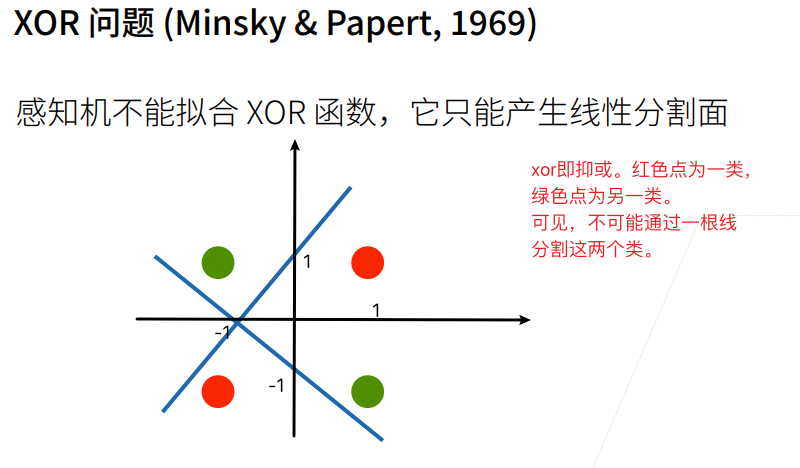 XOR 问题 (Minsky & Papert, 1969)
感知机不能拟合 XOR 函数，它只能产生线性分割面
xor即抑或。红色点为一类，
绿色点为另一类。
可见，不可能通过一根线
分割这两个类。
1
1
-1
-1